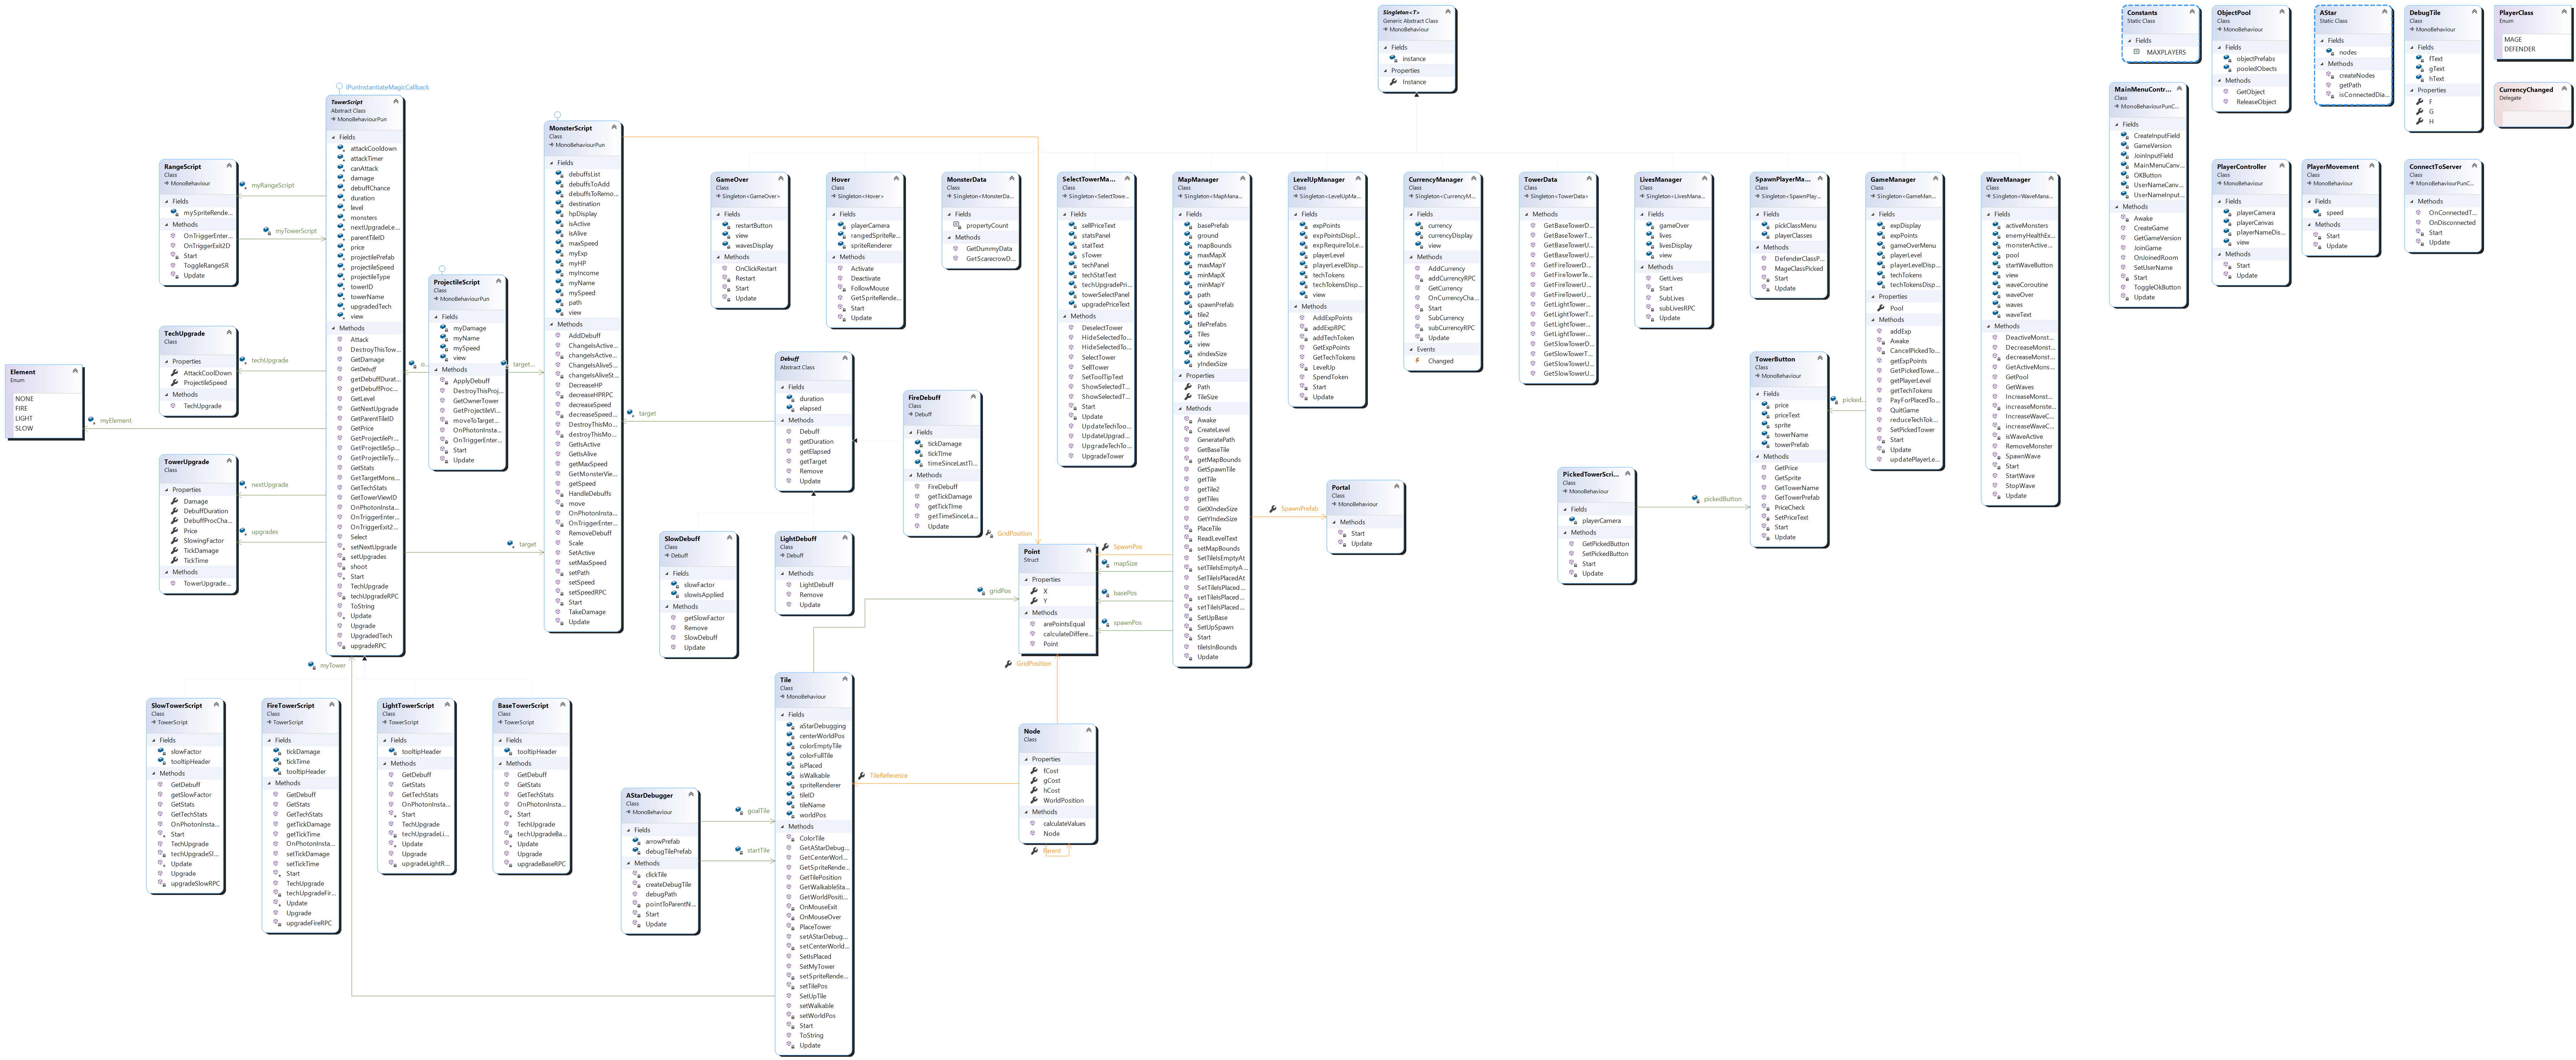 Singleton<T>
Generic Abstract Class
MonoBehaviour
Fields
instance
Properties
Instance
Constants
Static Class
Fields
MAXPLAYERS
ObjectPool
Class
MonoBehaviour
Fields
objectPrefabs
pooledObects
Methods
GetObject
ReleaseObject
AStar
Static Class
Fields
nodes
Methods
createNodes
getPath
isConnectedDia...
DebugTile
Class
MonoBehaviour
Fields
fText
gText
hText
Properties
F
G
H
PlayerClass
Enum
MAGE
DEFENDER
CurrencyChanged
Delegate
MainMenuContr...
Class
MonoBehaviourPunC...
Fields
CreateInputField
GameVersion
JoinInputField
MainMenuCanv...
OKButton
UserNameCanv...
UserNameInput...
Methods
Awake
CreateGame
GetGameVersion
JoinGame
OnJoinedRoom
SetUserName
Start
ToggleOkButton
Update
PlayerController
Class
MonoBehaviour
Fields
playerCamera
playerCanvas
playerNameDis...
view
Methods
Start
Update
PlayerMovement
Class
MonoBehaviour
Fields
speed
Methods
Start
Update
ConnectToServer
Class
MonoBehaviourPunC...
Methods
OnConnectedT...
OnDisconnected
Start
Update
IPunInstantiateMagicCallback
TowerScript
Abstract Class
MonoBehaviourPun
Fields
attackCooldown
attackTimer
canAttack
damage
debuffChance
duration
level
monsters
nextUpgradeLe...
parentTileID
price
projectilePrefab
projectileSpeed
projectileType
towerID
towerName
upgradedTech
view
Methods
Attack
DestroyThisTow...
GetDamage
GetDebuff
getDebuffDurat...
getDebuffProc...
GetLevel
GetNextUpgrade
GetParentTileID
GetPrice
GetProjectilePr...
GetProjectileSp...
GetProjectileTy...
GetStats
GetTargetMons...
GetTechStats
GetTowerViewID
OnPhotonInsta...
OnTriggerEnter...
OnTriggerExit2...
Select
setNextUpgrade
setUpgrades
shoot
Start
TechUpgrade
techUpgradeRPC
ToString
Update
Upgrade
UpgradedTech
upgradeRPC
RangeScript
Class
MonoBehaviour
Fields
mySpriteRende...
Methods
OnTriggerEnter...
OnTriggerExit2D
Start
ToggleRangeSR
Update
myRangeScript
myTowerScript
TechUpgrade
Class
Properties
AttackCoolDown
ProjectileSpeed
Methods
TechUpgrade
techUpgrade
Element
Enum
NONE
FIRE
LIGHT
SLOW
myElement
TowerUpgrade
Class
Properties
Damage
DebuffDuration
DebuffProcCha...
Price
SlowingFactor
TickDamage
TickTime
Methods
TowerUpgrade...
nextUpgrade
upgrades
target
ProjectileScript
Class
MonoBehaviourPun
Fields
myDamage
myName
mySpeed
view
Methods
ApplyDebuff
DestroyThisProj...
GetOwnerTower
GetProjectileVi...
moveToTarget...
OnPhotonInsta...
OnTriggerEnter...
Start
Update
o...
target...
MonsterScript
Class
MonoBehaviourPun
Fields
debuffsList
debuffsToAdd
debuffsToRemo...
destination
hpDisplay
isActive
isAlive
maxSpeed
myExp
myHP
myIncome
myName
mySpeed
path
view
Methods
AddDebuff
ChangeIsActive...
changeIsActive...
ChangeIsAliveS...
changeIsAliveSt...
DecreaseHP
decreaseHPRPC
decreaseSpeed
decreaseSpeed...
DestroyThisMo...
destroyThisMo...
GetIsActive
GetIsAlive
getMaxSpeed
GetMonsterVie...
getSpeed
HandleDebuffs
move
OnPhotonInsta...
OnTriggerEnter...
RemoveDebuff
Scale
SetActive
setMaxSpeed
setPath
setSpeed
setSpeedRPC
Start
TakeDamage
Update
GameOver
Class
Singleton<GameOver>
Fields
restartButton
view
wavesDisplay
Methods
OnClickRestart
Restart
Start
Update
Hover
Class
Singleton<Hover>
Fields
playerCamera
rangedSpriteRe...
spriteRenderer
Methods
Activate
Deactivate
FollowMouse
GetSpriteRende...
Start
Update
MonsterData
Class
Singleton<MonsterDa...
Fields
propertyCount
Methods
GetDummyData
GetScarecrowD...
SelectTowerMa...
Class
Singleton<SelectTowe...
Fields
sellPriceText
statsPanel
statText
sTower
techPanel
techStatText
techUpgradePri...
towerSelectPanel
upgradePriceText
Methods
DeselectTower
HideSelectedTo...
HideSelectedTo...
SelectTower
SellTower
SetToolTipText
ShowSelectedT...
ShowSelectedT...
Start
Update
UpdateTechToo...
UpdateUpgrad...
UpgradeTechTo...
UpgradeTower
MapManager
Class
Singleton<MapMana...
Fields
basePrefab
ground
mapBounds
maxMapX
maxMapY
minMapX
minMapY
path
spawnPrefab
tile2
tilePrefabs
Tiles
view
xIndexSize
yIndexSize
Properties
Path
TileSize
Methods
Awake
CreateLevel
GeneratePath
GetBaseTile
getMapBounds
GetSpawnTile
getTile
getTile2
getTiles
GetXIndexSize
GetYIndexSize
PlaceTile
ReadLevelText
setMapBounds
SetTileIsEmptyAt
setTileIsEmptyA...
SetTileIsPlacedAt
SetTileIsPlaced...
setTileIsPlaced...
setTileIsPlaced...
SetUpBase
SetUpSpawn
Start
tileIsInBounds
Update
LevelUpManager
Class
Singleton<LevelUpMa...
Fields
expPoints
expPointsDispl...
expRequireToLe...
playerLevel
playerLevelDisp...
techTokens
techTokensDisp...
view
Methods
AddExpPoints
addExpRPC
addTechToken
GetExpPoints
GetTechTokens
LevelUp
SpendToken
Start
Update
CurrencyManager
Class
Singleton<CurrencyM...
Fields
currency
currencyDisplay
view
Methods
AddCurrency
addCurrencyRPC
GetCurrency
OnCurrencyCha...
Start
SubCurrency
subCurrencyRPC
Update
Events
Changed
TowerData
Class
Singleton<TowerData>
Methods
GetBaseTowerD...
GetBaseTowerT...
GetBaseTowerU...
GetFireTowerD...
GetFireTowerTe...
GetFireTowerU...
GetLightTowerT...
GetLightTower...
GetLightTower...
GetSlowTowerD...
GetSlowTowerT...
GetSlowTowerU...
LivesManager
Class
Singleton<LivesMana...
Fields
gameOver
lives
livesDisplay
view
Methods
GetLives
Start
SubLives
subLivesRPC
Update
SpawnPlayerMa...
Class
Singleton<SpawnPlay...
Fields
pickClassMenu
playerClasses
Methods
DefenderClassP...
MageClassPicked
Start
Update
GameManager
Class
Singleton<GameMan...
Fields
expDisplay
expPoints
gameOverMenu
playerLevel
playerLevelDisp...
techTokens
techTokensDisp...
Properties
Pool
Methods
addExp
Awake
CancelPickedTo...
getExpPoints
GetPickedTowe...
getPlayerLevel
getTechTokens
PayForPlacedTo...
QuitGame
reduceTechTok...
SetPickedTower
Start
Update
updatePlayerLe...
WaveManager
Class
Singleton<WaveMana...
Fields
activeMonsters
enemyHealthEx...
monsterActive...
pool
startWaveButton
view
waveCoroutine
waveOver
waves
waveText
Methods
DeactiveMonst...
DecreaseMonst...
decreaseMonst...
GetActiveMons...
GetPool
GetWaves
IncreaseMonst...
increaseMonste...
IncreaseWaveC...
increaseWaveC...
isWaveActive
RemoveMonster
SpawnWave
Start
StartWave
StopWave
Update
TowerButton
Class
MonoBehaviour
Fields
price
priceText
sprite
towerName
towerPrefab
Methods
GetPrice
GetSprite
GetTowerName
GetTowerPrefab
PriceCheck
SetPriceText
Start
Update
picked...
PickedTowerScri...
Class
MonoBehaviour
Fields
playerCamera
Methods
GetPickedButton
SetPickedButton
Start
Update
pickedButton
Portal
Class
MonoBehaviour
Methods
Start
Update
SpawnPrefab
Debuff
Abstract Class
Fields
duration
elapsed
Methods
Debuff
getDuration
getElapsed
getTarget
Remove
Update
target
FireDebuff
Class
Debuff
Fields
tickDamage
tickTIme
timeSinceLastTi...
Methods
FireDebuff
getTickDamage
getTickTIme
getTimeSinceLa...
Update
SlowDebuff
Class
Debuff
Fields
slowFactor
slowIsApplied
Methods
getSlowFactor
Remove
SlowDebuff
Update
LightDebuff
Class
Debuff
Methods
LightDebuff
Remove
Update
GridPosition
Point
Struct
Properties
X
Y
Methods
arePointsEqual
calculateDiffere...
Point
SpawnPos
mapSize
basePos
spawnPos
gridPos
GridPosition
myTower
SlowTowerScript
Class
TowerScript
Fields
slowFactor
tooltipHeader
Methods
GetDebuff
getSlowFactor
GetStats
GetTechStats
OnPhotonInsta...
Start
TechUpgrade
techUpgradeSl...
Update
Upgrade
upgradeSlowRPC
FireTowerScript
Class
TowerScript
Fields
tickDamage
tickTime
tooltipHeader
Methods
GetDebuff
GetStats
GetTechStats
getTickDamage
getTickTime
OnPhotonInsta...
setTickDamage
setTickTime
Start
TechUpgrade
techUpgradeFir...
Update
Upgrade
upgradeFireRPC
LightTowerScript
Class
TowerScript
Fields
tooltipHeader
Methods
GetDebuff
GetStats
GetTechStats
OnPhotonInsta...
Start
TechUpgrade
techUpgradeLi...
Update
Upgrade
upgradeLightR...
BaseTowerScript
Class
TowerScript
Fields
tooltipHeader
Methods
GetDebuff
GetStats
GetTechStats
OnPhotonInsta...
Start
TechUpgrade
techUpgradeBa...
Update
Upgrade
upgradeBaseRPC
AStarDebugger
Class
MonoBehaviour
Fields
arrowPrefab
debugTilePrefab
Methods
clickTile
createDebugTile
debugPath
pointToParentN...
Start
Update
goalTile
startTile
Tile
Class
MonoBehaviour
Fields
aStarDebugging
centerWorldPos
colorEmptyTile
colorFullTile
isPlaced
isWalkable
spriteRenderer
tileID
tileName
worldPos
Methods
ColorTile
GetAStarDebug...
GetCenterWorl...
GetSpriteRende...
GetTilePosition
GetWalkableSta...
GetWorldPositi...
OnMouseExit
OnMouseOver
PlaceTower
setAStarDebug...
setCenterWorld...
SetIsPlaced
SetMyTower
setSpriteRende...
setTilePos
SetUpTile
setWalkable
setWorldPos
Start
ToString
Update
TileReference
Node
Class
Properties
fCost
gCost
hCost
WorldPosition
Methods
calculateValues
Node
Parent